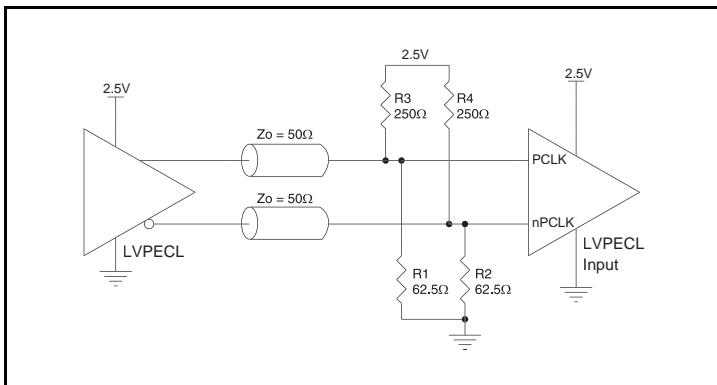 2.5V
2.5V
2.5V
R3
250Ω
R4
250Ω
Zo = 50Ω
PCLK
Zo = 50Ω
nPCLK
LVPECL
LVPECL
Input
R1
62.5Ω
R2
62.5Ω